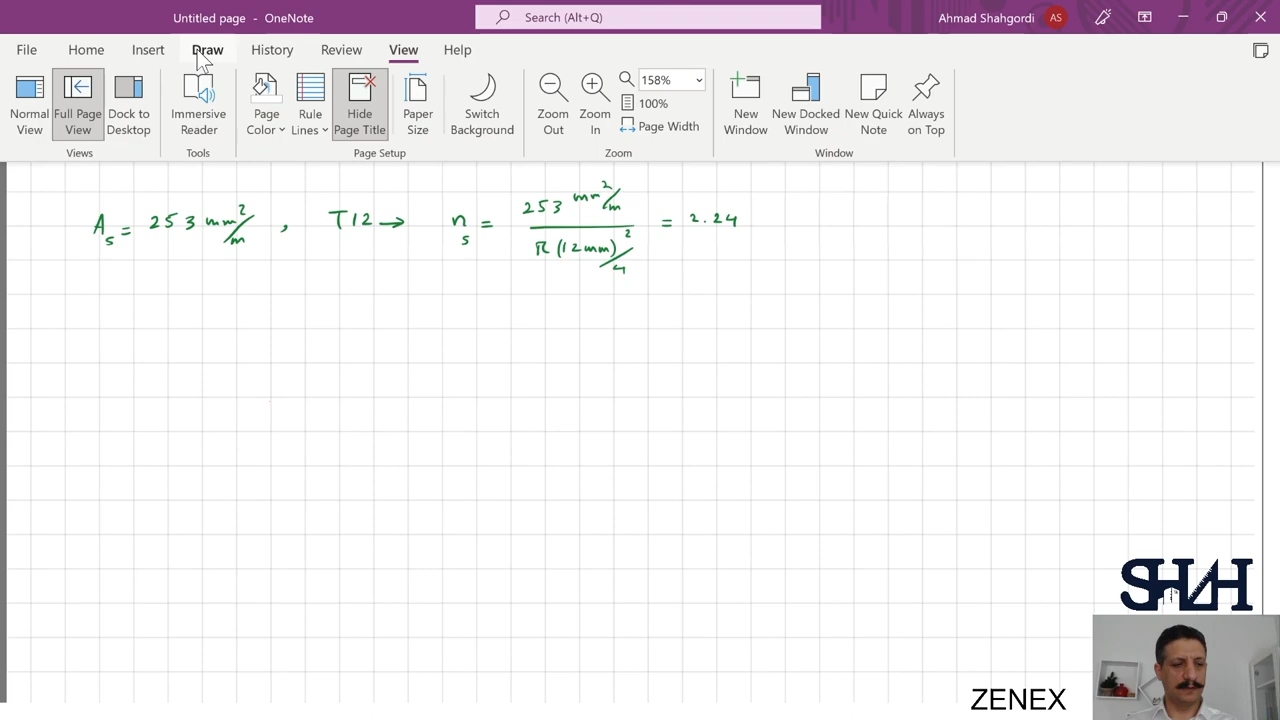 Untitled page - OneNote
Search (Alt+Q)
Ahmad Shahgordi
AS
File
Home
Insert
Draw
History
Review
View
Help
Normal View
Full Page View
Dock to Desktop
Views
Immersive Reader
Tools
Page Color
Rule Lines
Hide Page Title
Paper Size
Switch Background
Page Setup
Zoom Out
Zoom In
158%
100%
Page Width
Zoom
New Window
New Docked Window
New Quick Note
Always on Top
Window
A_s = 253 mm²/m , T12 → n_s = 253 mm²/m / π(12mm)²/4 = 2.24
SHZH
ZENEX